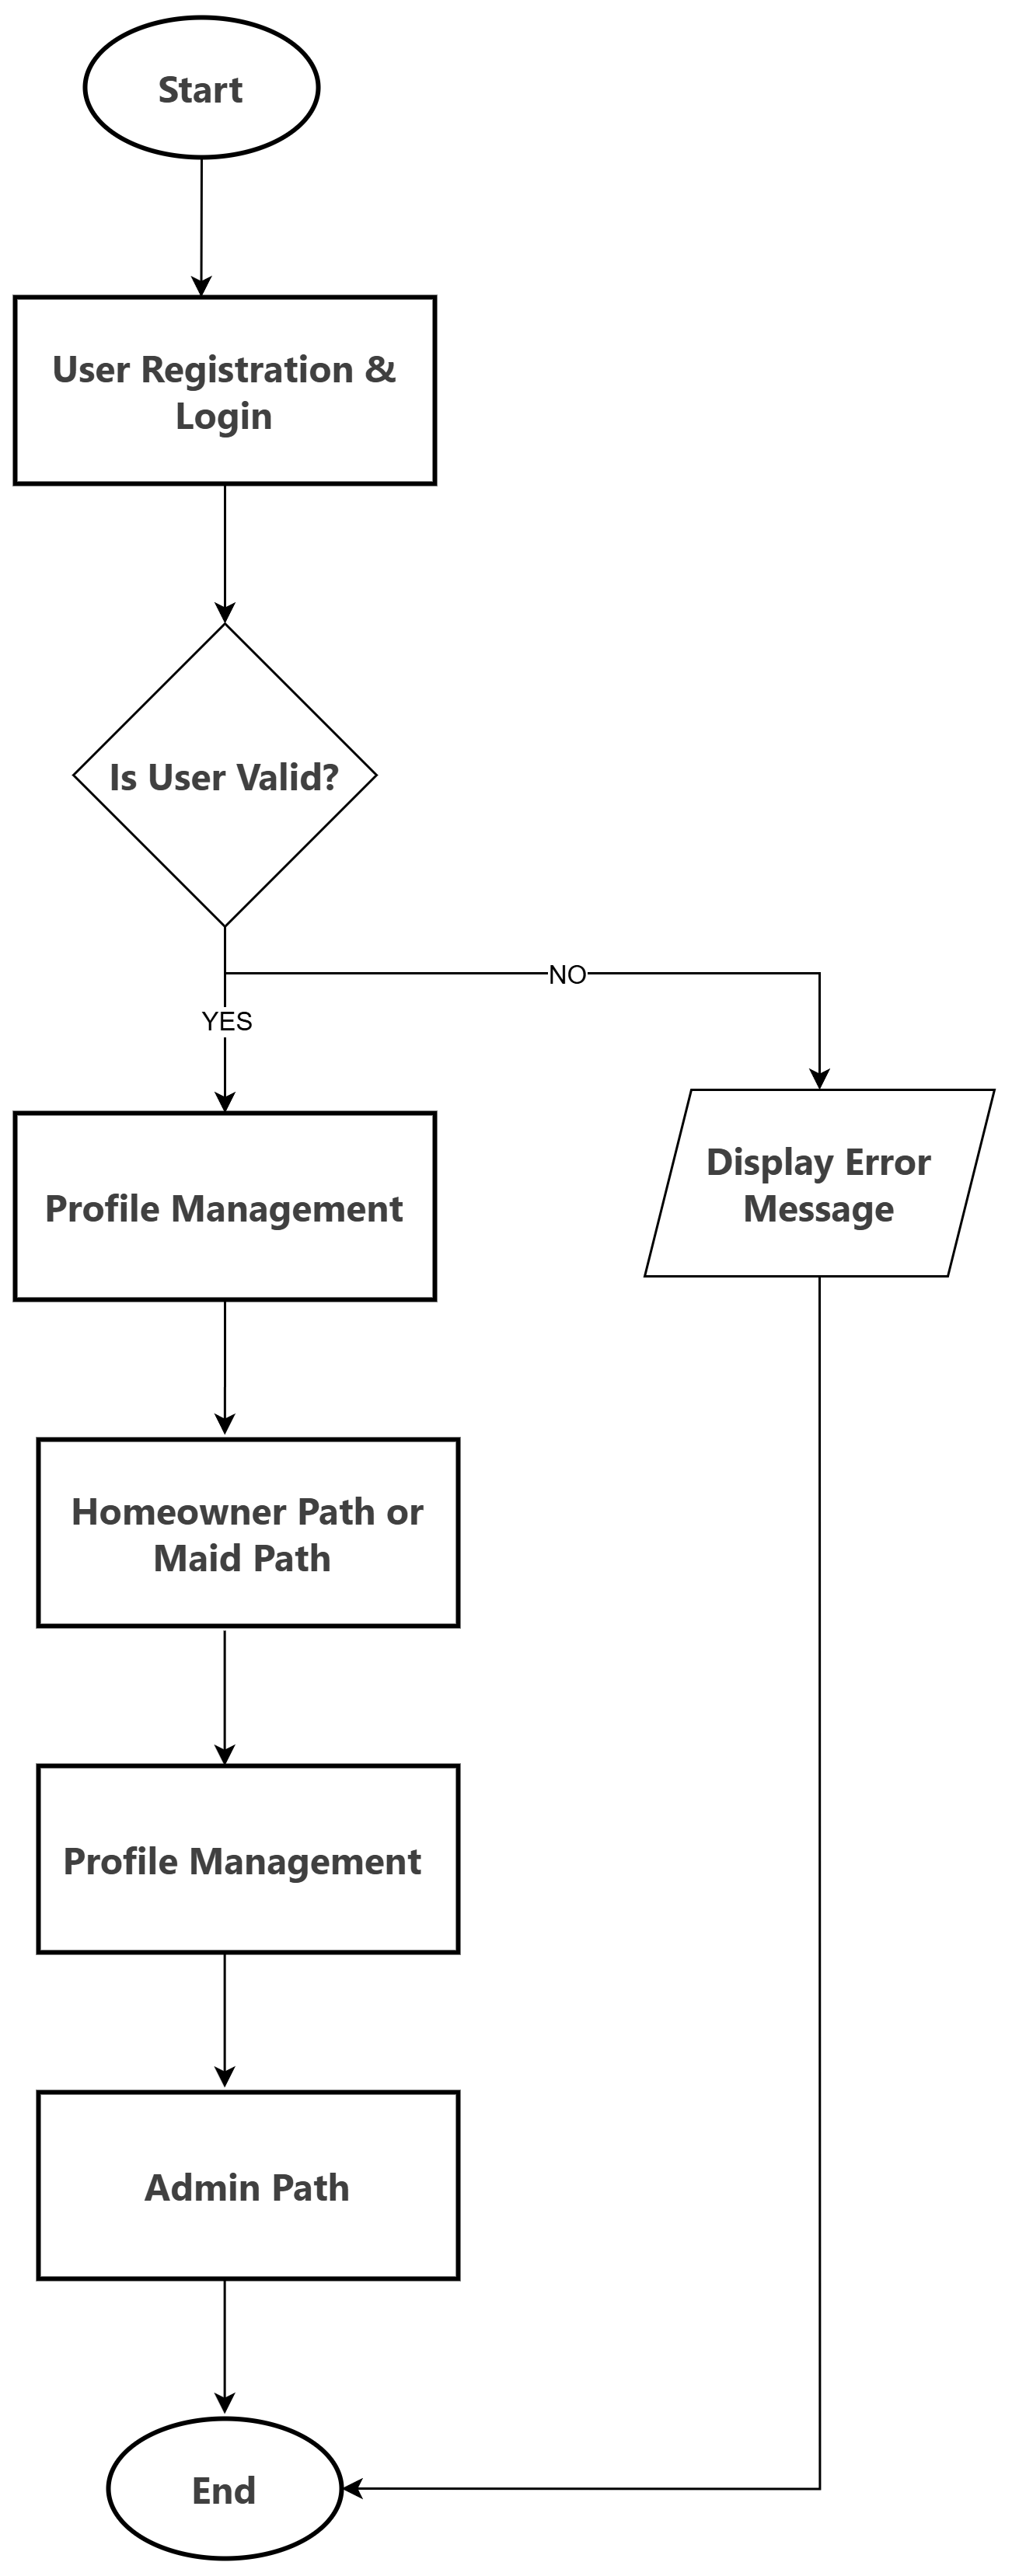 Start
User Registration &
Login
Is User Valid?
NO
YES
Profile Management
Display Error
Message
Homeowner Path or
Maid Path
Profile Management
Admin Path
End